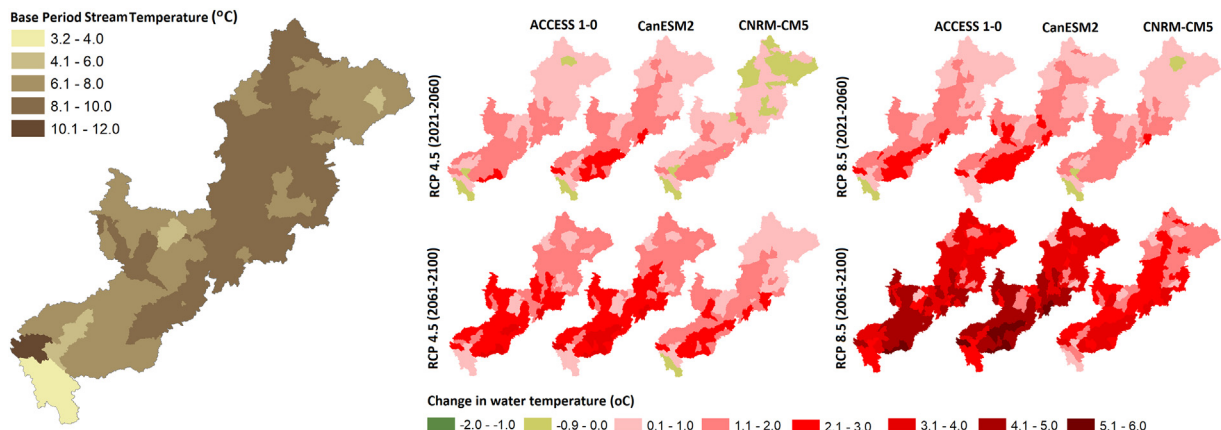 Base Period Stream Temperature (°C)
3.2 - 4.0
4.1 - 6.0
6.1 - 8.0
8.1 - 10.0
10.1 - 12.0
ACCESS 1-0 CanESM2 CNRM-CM5
RCP 4.5 (2021-2060)
RCP 4.5 (2061-2100)
ACCESS 1-0 CanESM2 CNRM-CM5
RCP 8.5 (2021-2060)
RCP 8.5 (2061-2100)
Change in water temperature (oC)
-2.0 - -1.0 -0.9 - 0.0 0.1 - 1.0 1.1 - 2.0 2.1 - 3.0 3.1 - 4.0 4.1 - 5.0 5.1 - 6.0